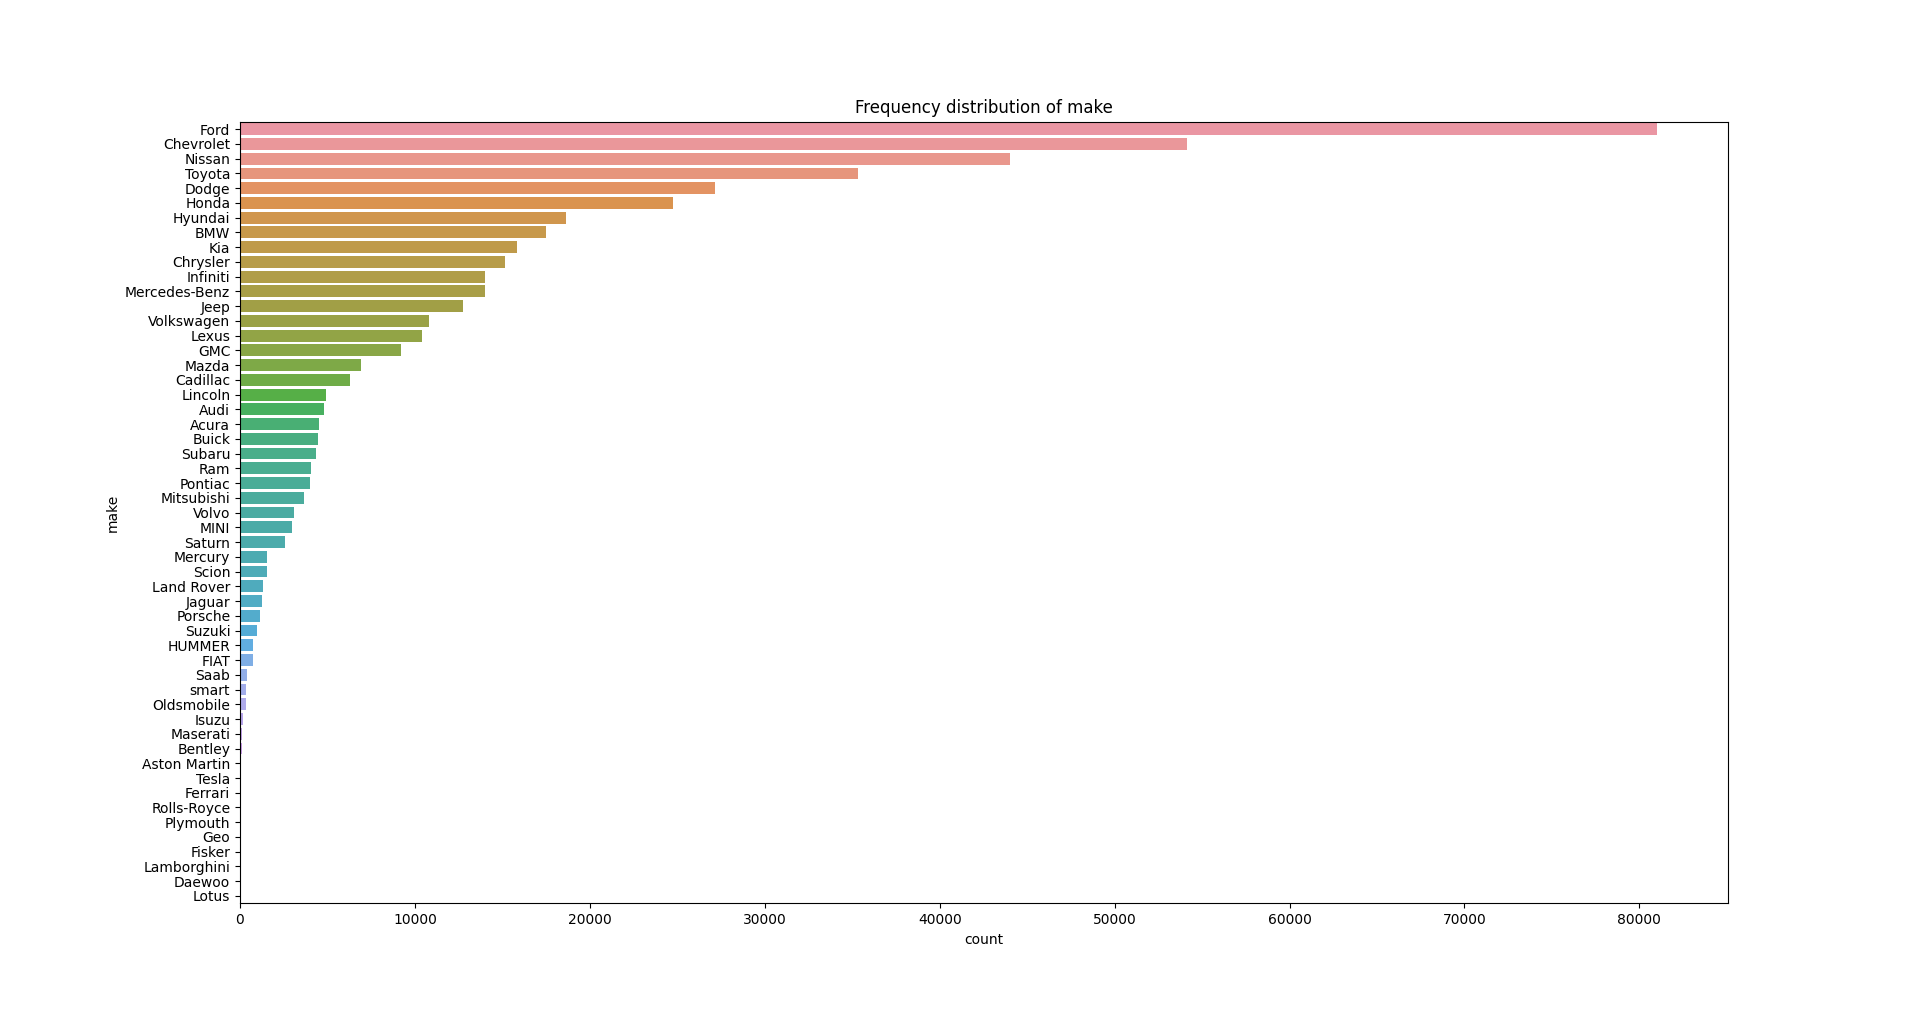 Frequency distribution of make
Ford
Chevrolet
Nissan
Toyota
Dodge
Honda
Hyundai
BMW
Kia
Chrysler
Infiniti
Mercedes-Benz
Jeep
Volkswagen
Lexus
GMC
Mazda
Cadillac
Lincoln
Audi
Acura
Buick
Subaru
Ram
Pontiac
Mitsubishi
Volvo
MINI
Saturn
Mercury
Scion
Land Rover
Jaguar
Porsche
Suzuki
HUMMER
FIAT
Saab
smart
Oldsmobile
Isuzu
Maserati
Bentley
Aston Martin
Tesla
Ferrari
Rolls-Royce
Plymouth
Geo
Fisker
Lamborghini
Daewoo
Lotus
make
0 10000 20000 30000 40000 50000 60000 70000 80000
count